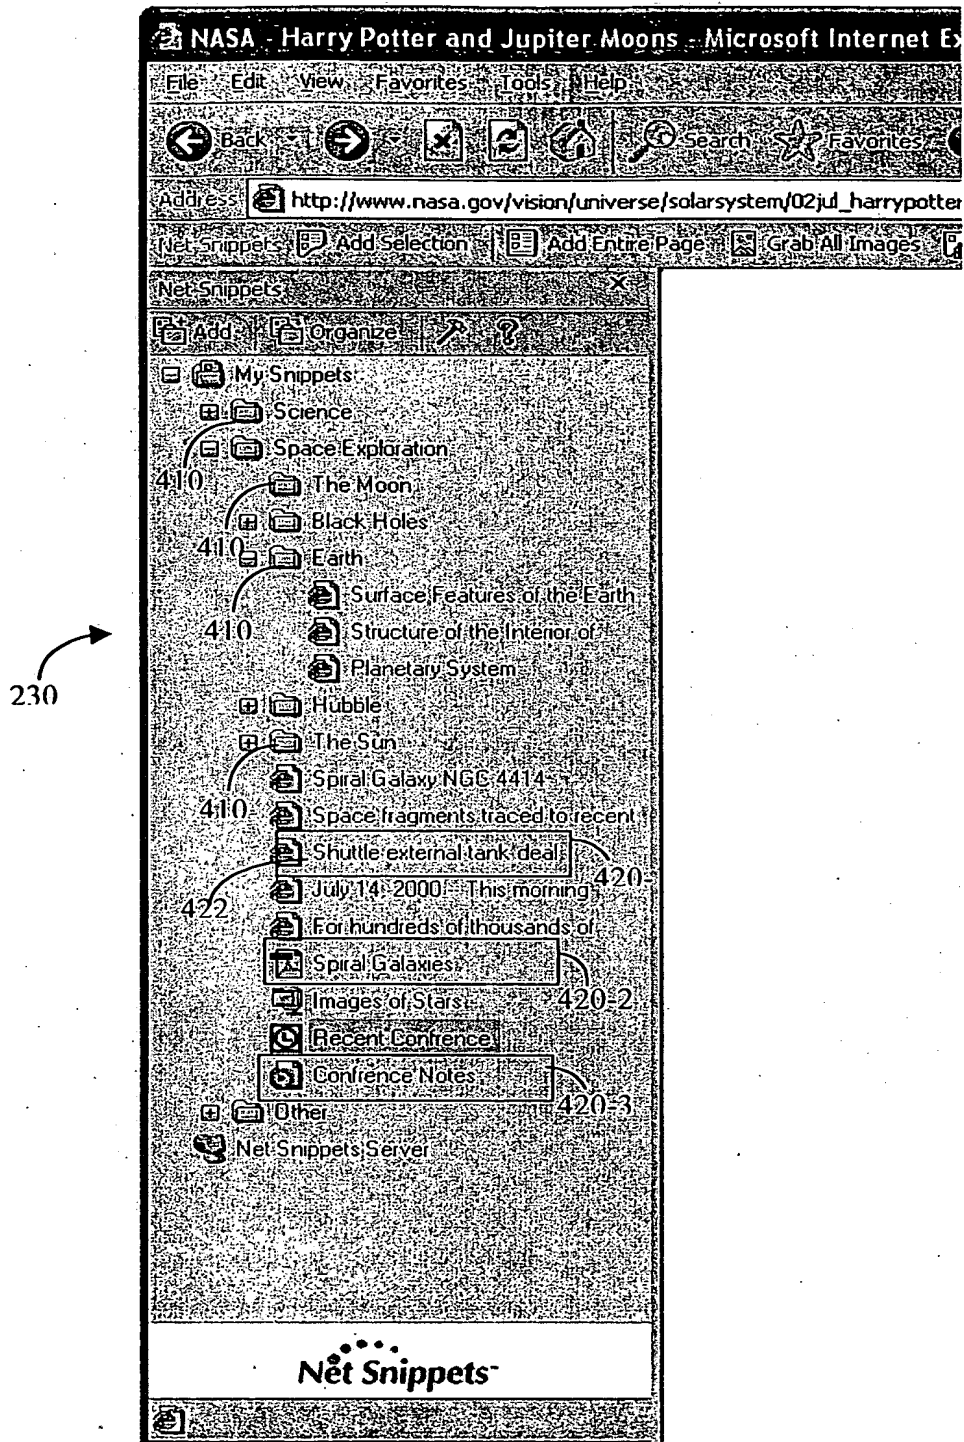 NASA - Harry Potter and Jupiter Moons - Microsoft Internet Ex
File Edit View Favorites Tools Help
Back Search Favorites
Address http://www.nasa.gov/vision/universe/solarsystem/02jul_harrypotter
Net Snippets Add Selection Add Entire Page Grab All Images
Net Snippets ×
Add Organize ?
My Snippets
Science
Space Exploration
410 The Moon
Black Holes
410 Earth
Surface Features of the Earth
410 Structure of the Interior of
Planetary System
230
Hubble
The Sun
Spiral Galaxy NGC 4414
410 Space fragments traced to recent
Shuttle external tank deal 420-
July 14, 2000 This morning
422
For hundreds of thousands of
Spiral Galaxies
Images of Stars 420-2
Recent Confrence
Confrence Notes
Other 420-3
Net Snippets Server
Net Snippets